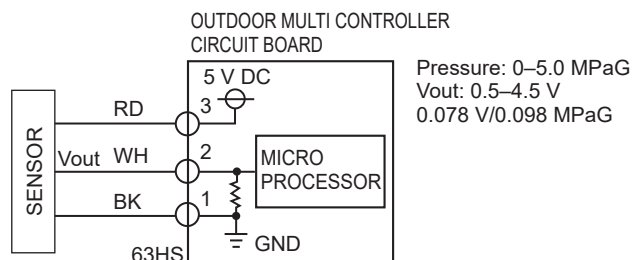 OUTDOOR MULTI CONTROLLER
CIRCUIT BOARD
5 V DC
Pressure: 0–5.0 MPaG
Vout: 0.5–4.5 V
0.078 V/0.098 MPaG
SENSOR
RD
3
Vout WH
2
MICRO
PROCESSOR
BK
1
GND
63HS